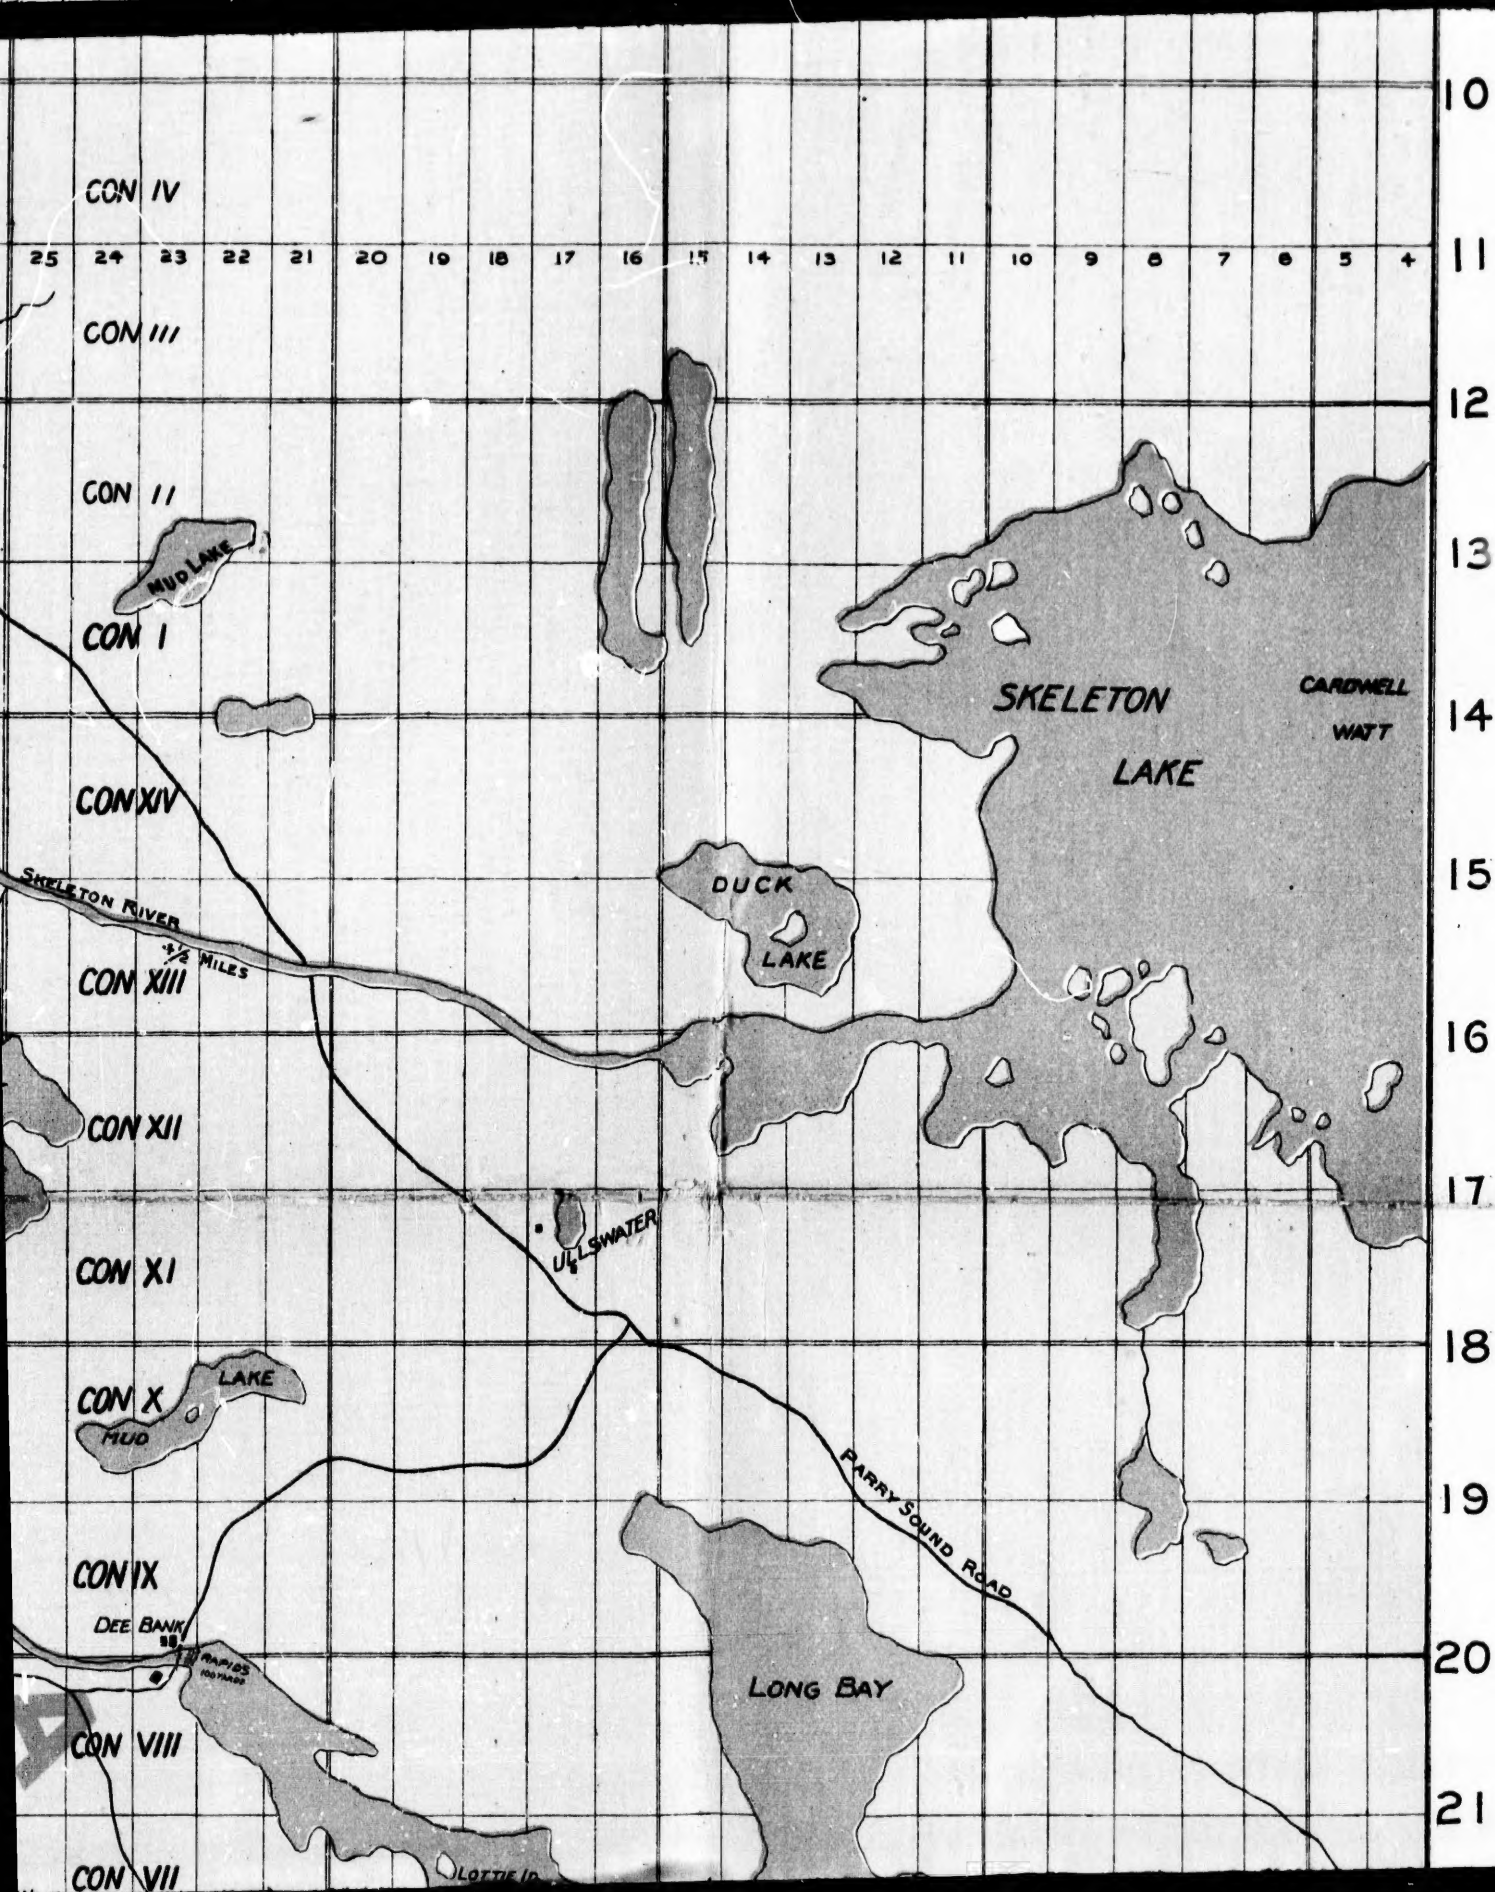 10
CON IV
25 24 23 22 21 20 19 18 17 16 15 14 13 12 11 10 9 8 7 6 5 4
11
CON III
12
CON II
MUD LAKE
13
CON I
SKELETON
LAKE
CARDWELL
WATT
14
CON XIV
DUCK
LAKE
15
SKELETON RIVER
4½ MILES
CON XIII
16
CON XII
17
ULLSWATER
CON XI
18
LAKE
MUD
CON X
PARRY SOUND ROAD
19
CON IX
DEE BANK
RAPIDS
100 YARDS
20
LONG BAY
CON VIII
21
CON VII
LOTTIE ID